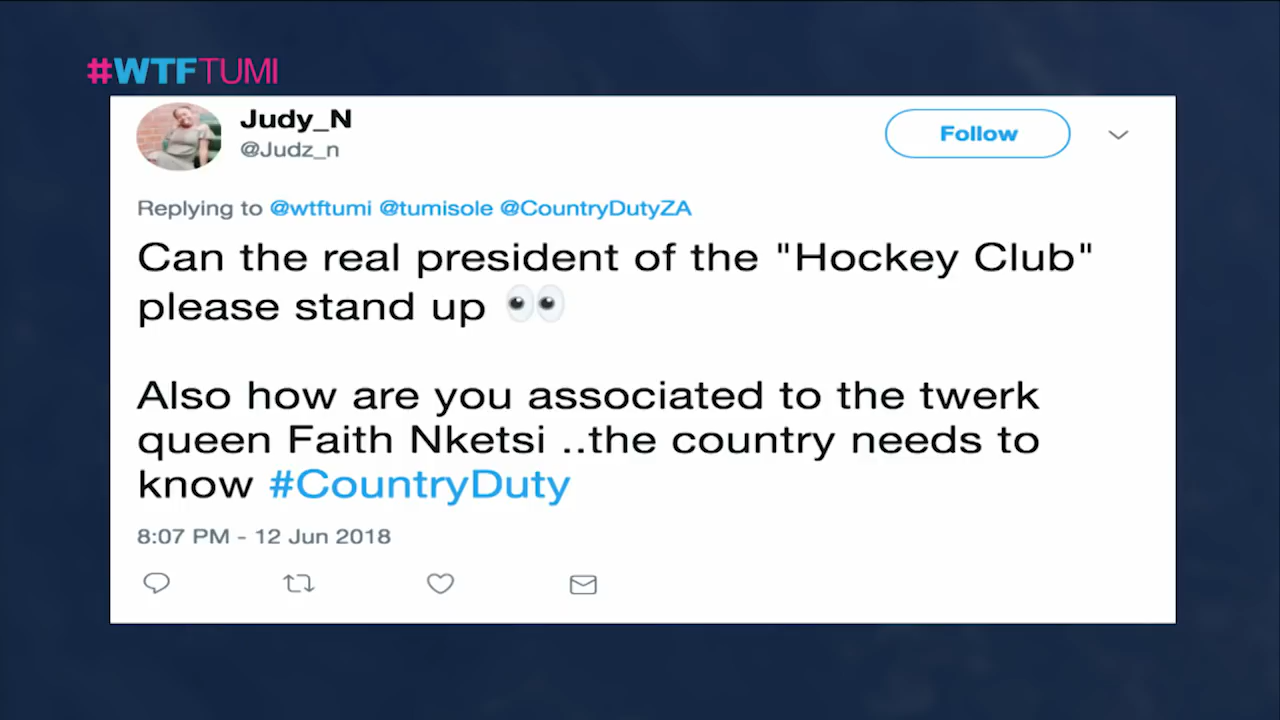 #WTFTUMI
Judy_N
@Judz_n
Follow
Replying to @wtftumi @tumisole @CountryDutyZA
Can the real president of the "Hockey Club"
please stand up 👀
Also how are you associated to the twerk
queen Faith Nketsi ..the country needs to
know #CountryDuty
8:07 PM - 12 Jun 2018